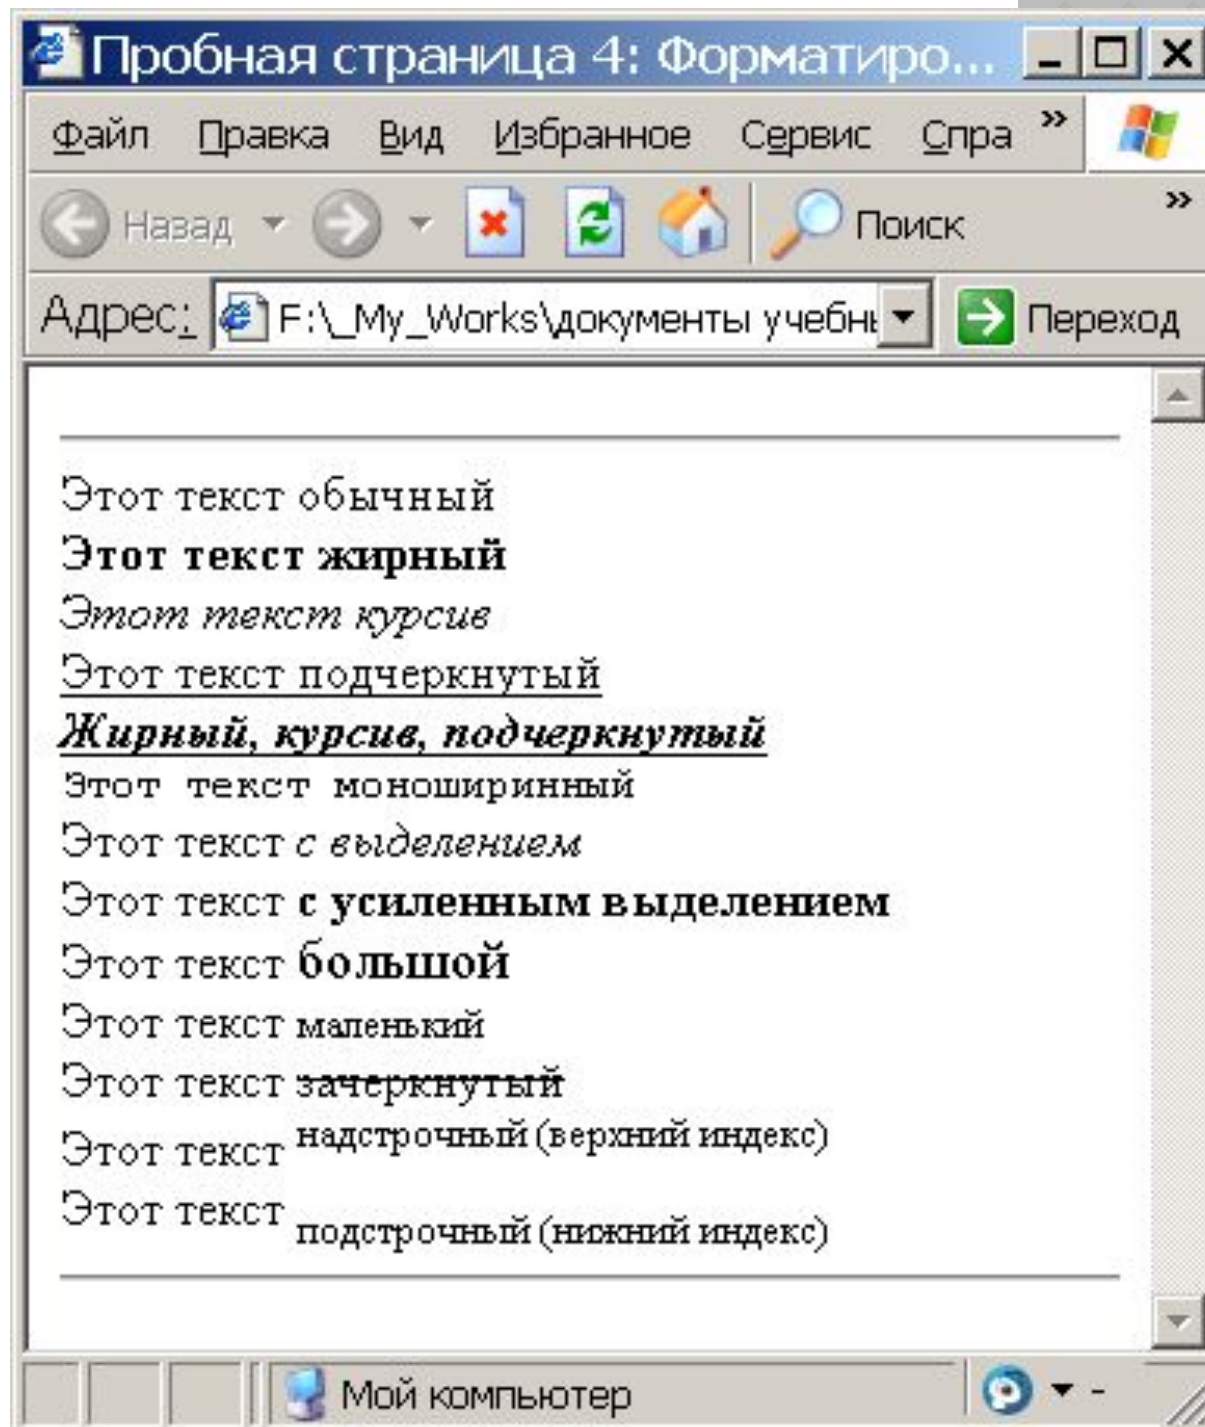 Пробная страница 4: Форматиро...
Файл Правка Вид Избранное Сервис Спра »
Назад Поиск »
Адрес: F:\_My_Works\документы учебны Переход
Этот текст обычный
Этот текст жирный
Этот текст курсив
Этот текст подчеркнутый
Жирный, курсив, подчеркнутый
Этот текст моноширинный
Этот текст с выделением
Этот текст с усиленным выделением
Этот текст большой
Этот текст маленький
Этот текст зачеркнутый
Этот текст надстрочный (верхний индекс)
Этот текст подстрочный (нижний индекс)
Мой компьютер -